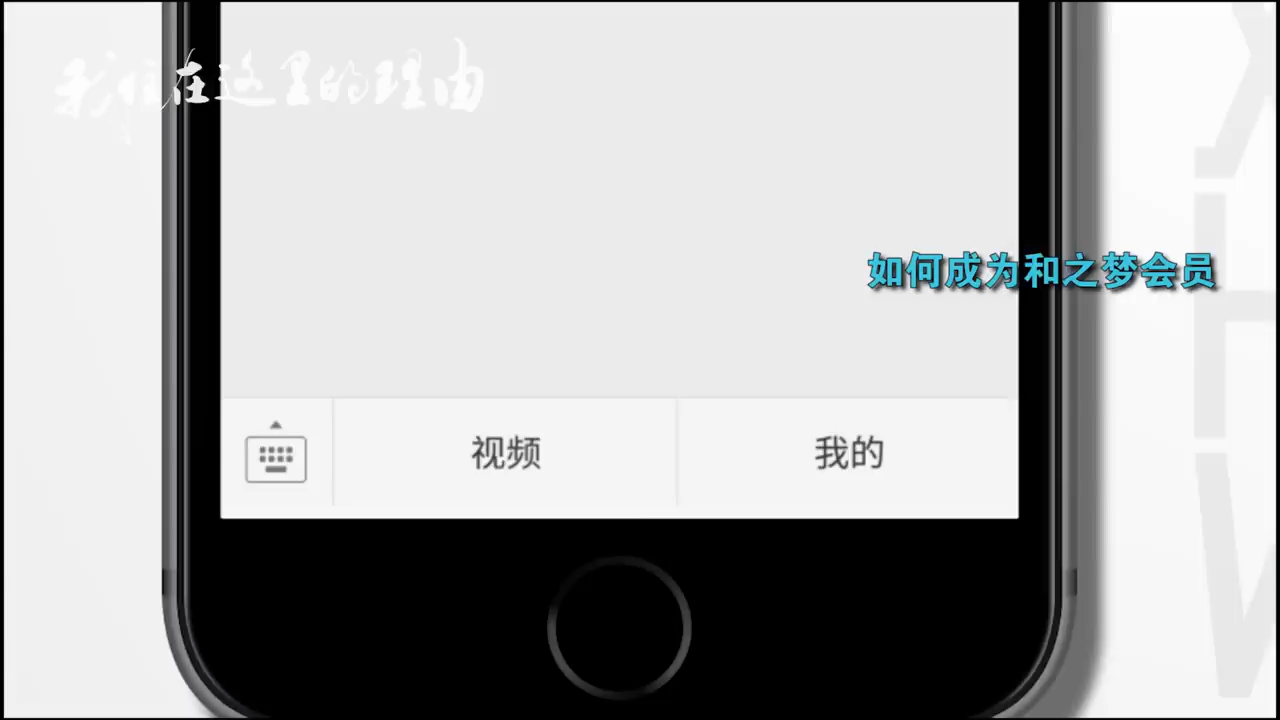 我住在这里的理由
如何成为和之梦会员
视频
我的